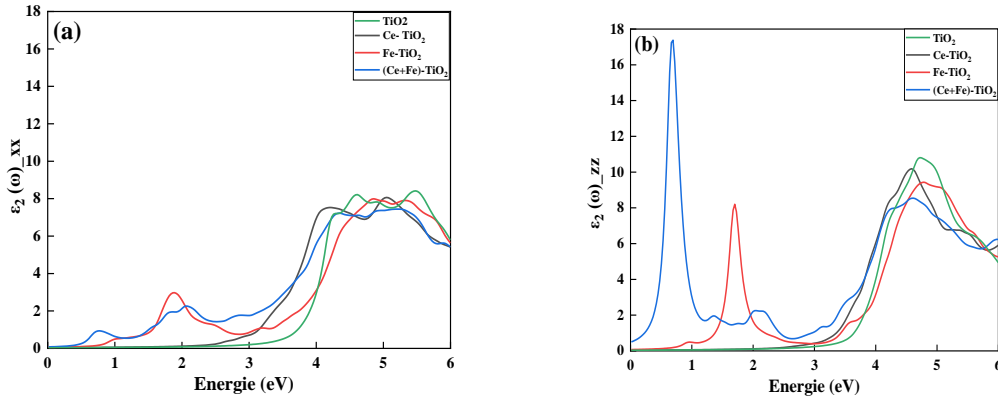 (a)
TiO2
Ce- TiO₂
Fe-TiO₂
(Ce+Fe)-TiO₂
18
16
14
12
10
8
6
4
2
0
ε₂ (ω)_xx
0 1 2 3 4 5 6
Energie (eV)
(b)
TiO₂
Ce-TiO₂
Fe-TiO₂
(Ce+Fe)-TiO₂
18
16
14
12
10
8
6
4
2
0
ε₂ (ω)_zz
0 1 2 3 4 5 6
Energie (eV)